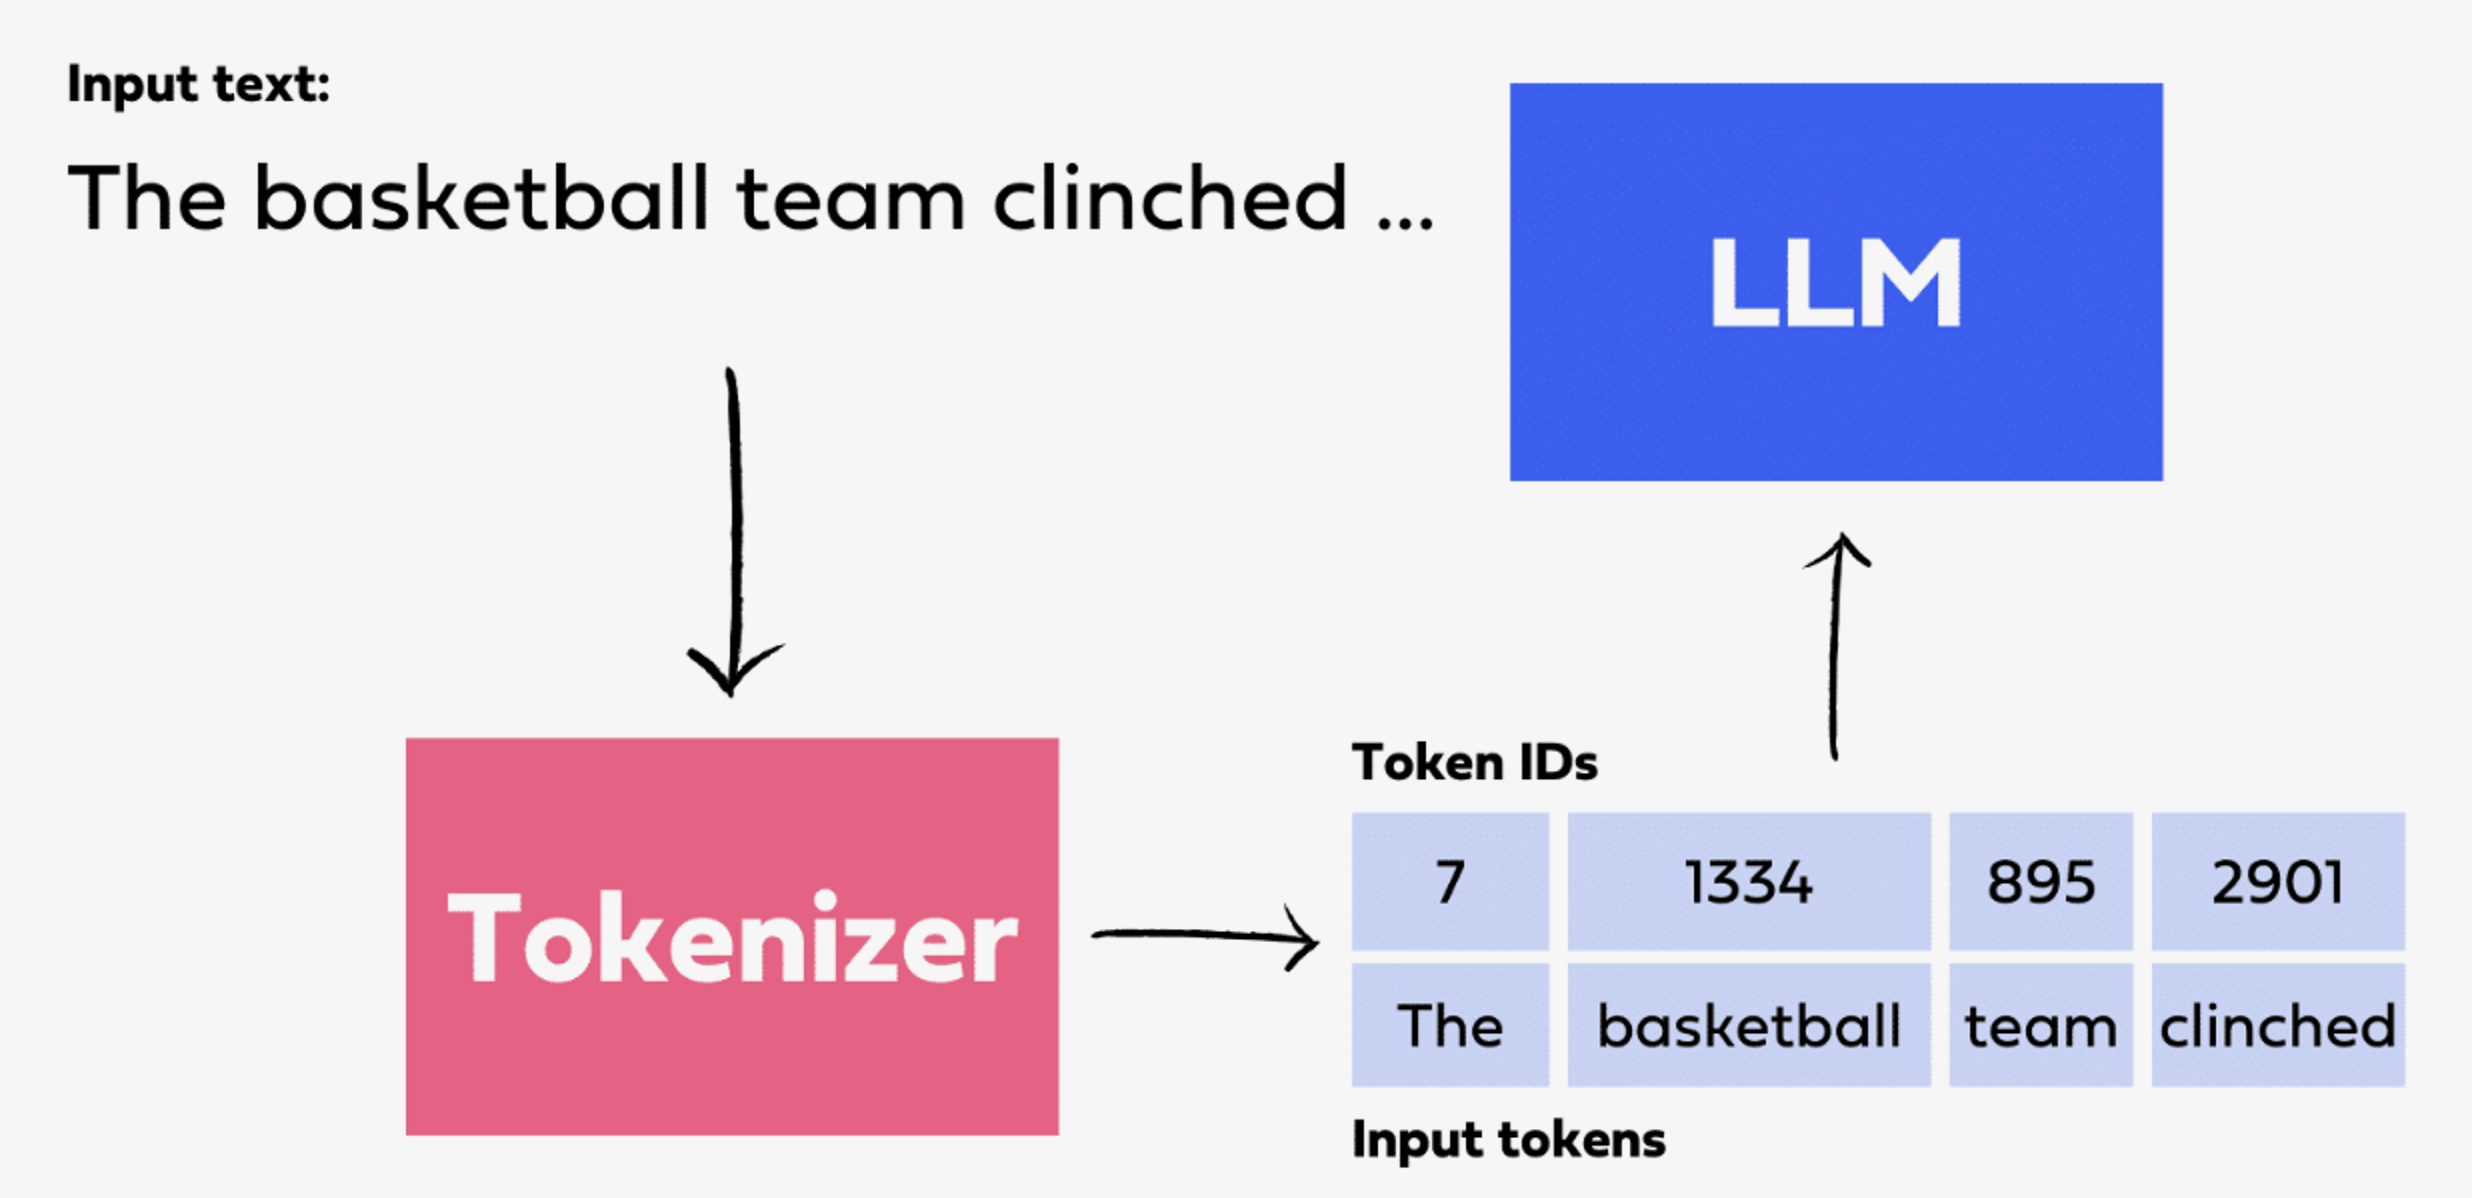 Input text:
The basketball team clinched ...
LLM
Tokenizer
Token IDs
7 1334 895 2901
The basketball team clinched
Input tokens